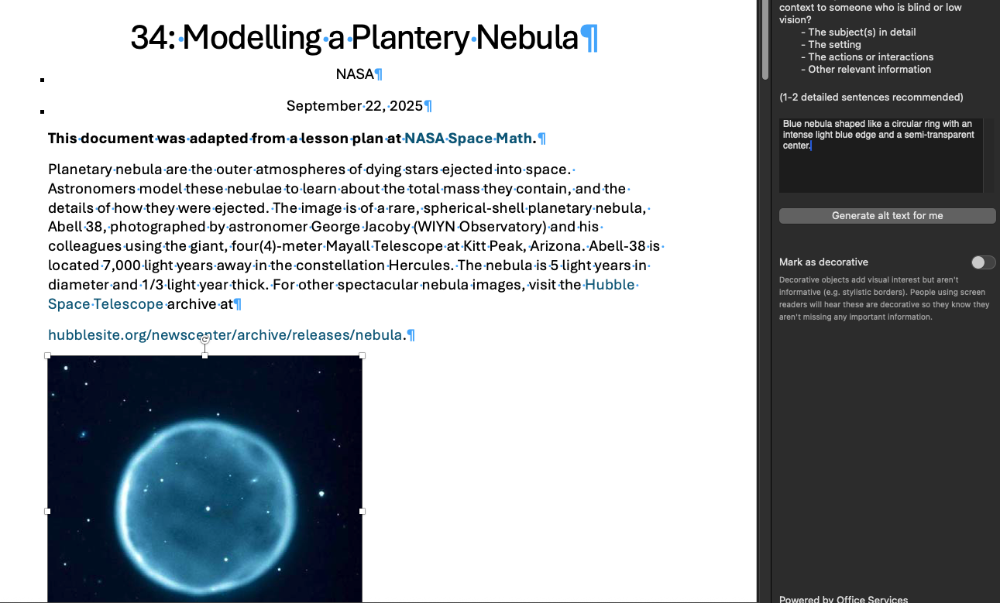 34: Modelling a Plantery Nebula¶
NASA¶
September 22, 2025¶
This document was adapted from a lesson plan at NASA Space Math.¶
Planetary nebula are the outer atmospheres of dying stars ejected into space.
Astronomers model these nebulae to learn about the total mass they contain, and the
details of how they were ejected. The image is of a rare, spherical-shell planetary nebula,
Abell 38, photographed by astronomer George Jacoby (WIYN Observatory) and his
colleagues using the giant, four(4)-meter Mayall Telescope at Kitt Peak, Arizona. Abell-38 is
located 7,000 light years away in the constellation Hercules. The nebula is 5 light years in
diameter and 1/3 light year thick. For other spectacular nebula images, visit the Hubble
Space Telescope archive at¶
hubblesite.org/newscenter/archive/releases/nebula.¶
context to someone who is blind or low
vision?
- The subject(s) in detail
- The setting
- The actions or interactions
- Other relevant information
(1-2 detailed sentences recommended)
Blue nebula shaped like a circular ring with an
intense light blue edge and a semi-transparent
center.
Generate alt text for me
Mark as decorative
Decorative objects add visual interest but aren't
informative (e.g. stylistic borders). People using screen
readers will hear these are decorative so they know they
aren't missing any important information.
Powered by Office Services